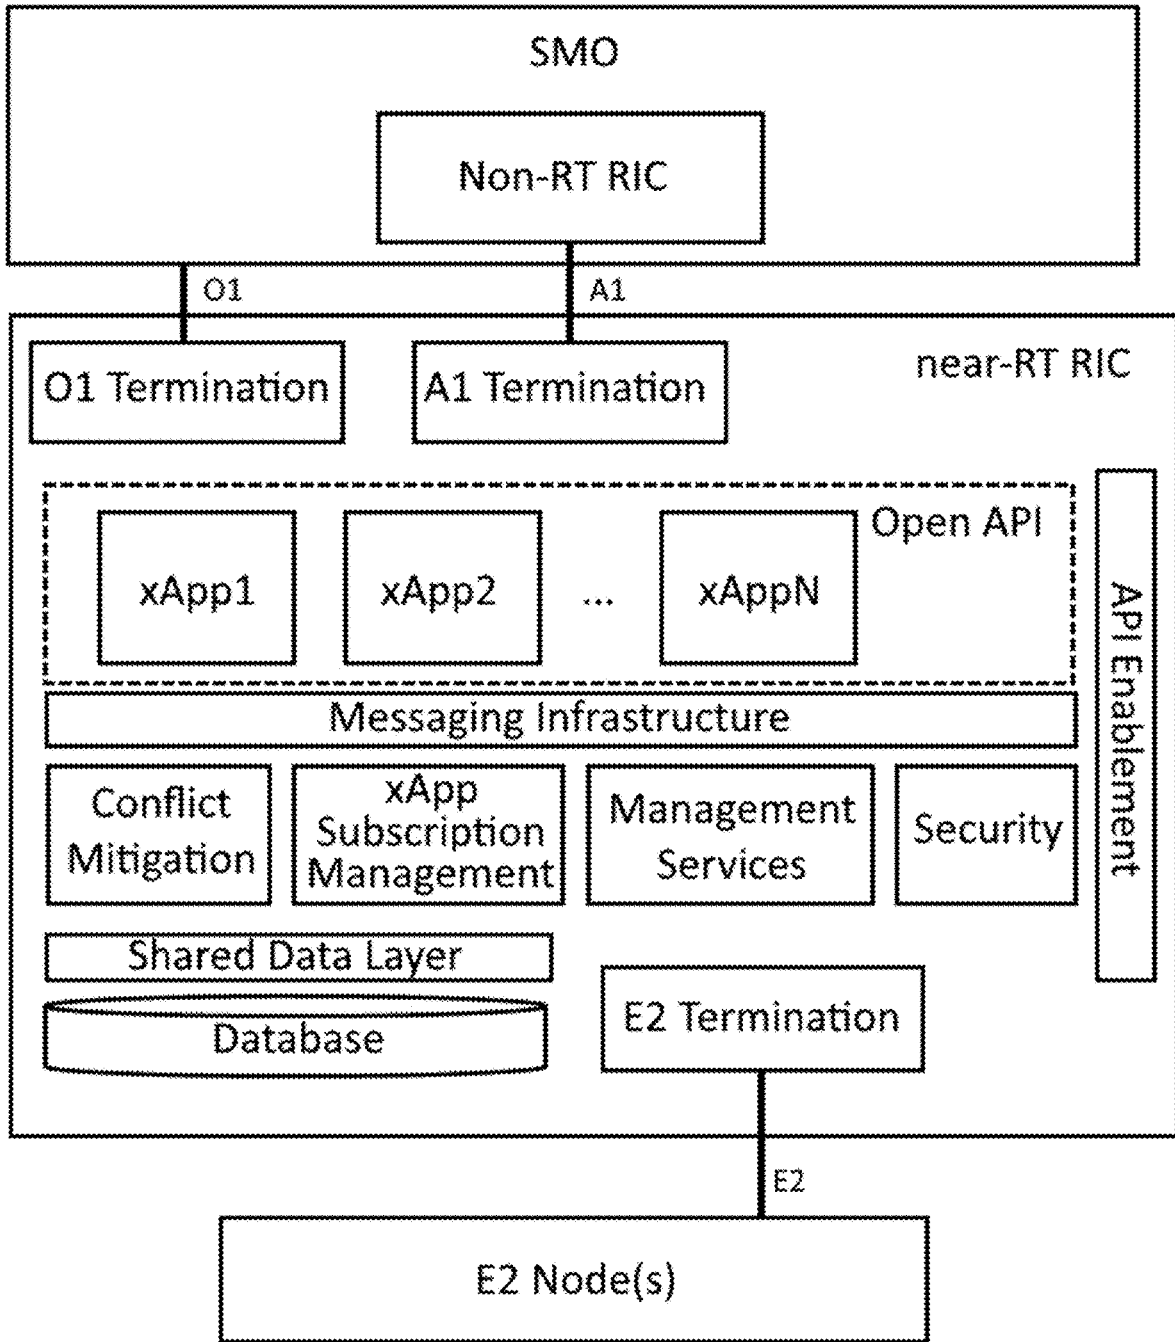 SMO
Non-RT RIC
O1
A1
O1 Termination
A1 Termination
near-RT RIC
Open API
xApp1
xApp2
...
xAppN
API Enablement
Messaging Infrastructure
Conflict
Mitigation
xApp
Subscription
Management
Management
Services
Security
Shared Data Layer
Database
E2 Termination
E2
E2 Node(s)